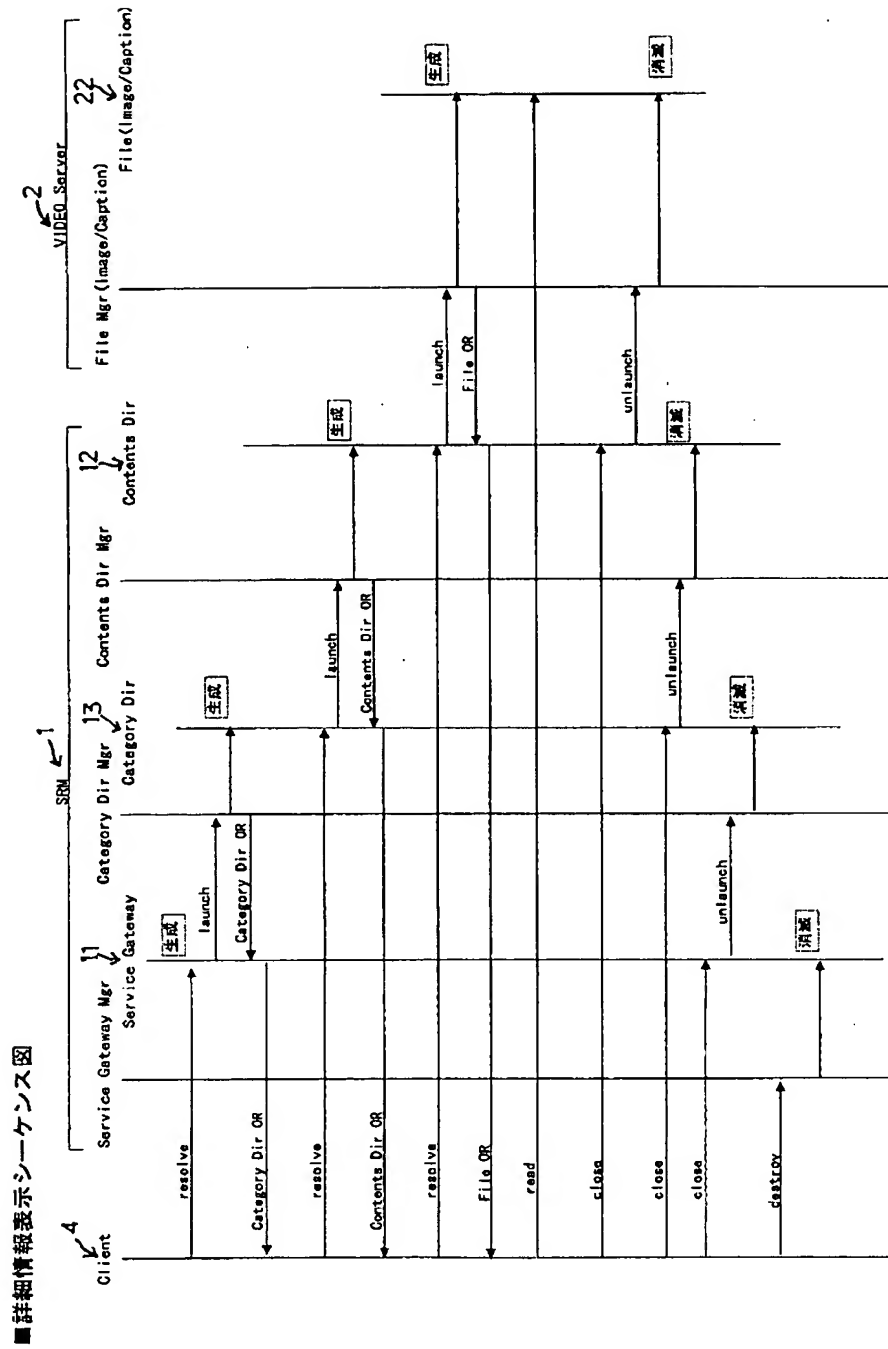 ■詳細情報表示シーケンス図
4
Client
SRM 1
Service Gateway Mgr
11
Service Gateway
Category Dir Mgr
13
Category Dir
Contents Dir Mgr
12
Contents Dir
2
VIDEO Server
File Mgr(Image/Caption)
22
File(Image/Caption)
resolve
生成
launch
生成
Category Dir OR
Category Dir OR
resolve
launch
生成
Contents Dir OR
Contents Dir OR
resolve
launch
生成
File OR
File OR
read
close
unlaunch
消滅
close
unlaunch
消滅
close
unlaunch
消滅
destroy
消滅